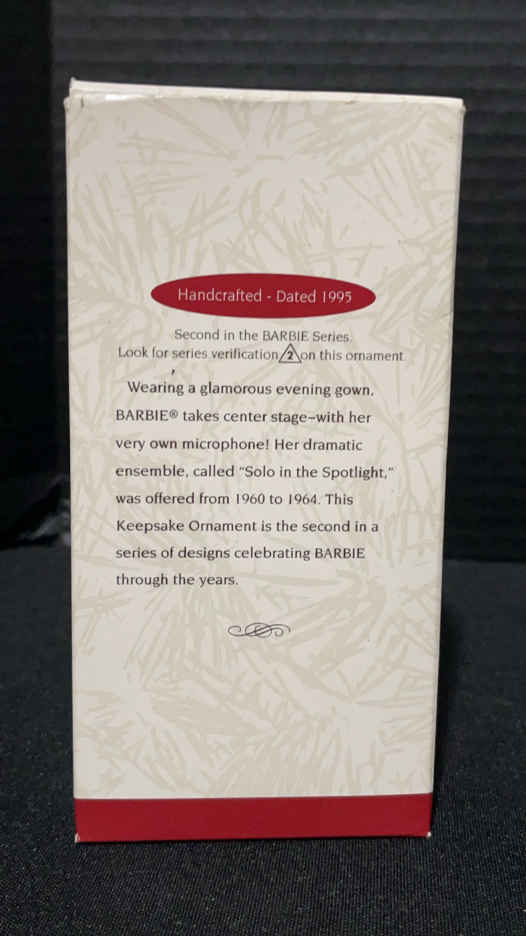 Handcrafted - Dated 1995
Second in the BARBIE Series.
Look for series verification 2 on this ornament.
Wearing a glamorous evening gown,
BARBIE® takes center stage–with her
very own microphone! Her dramatic
ensemble, called “Solo in the Spotlight,”
was offered from 1960 to 1964. This
Keepsake Ornament is the second in a
series of designs celebrating BARBIE
through the years.